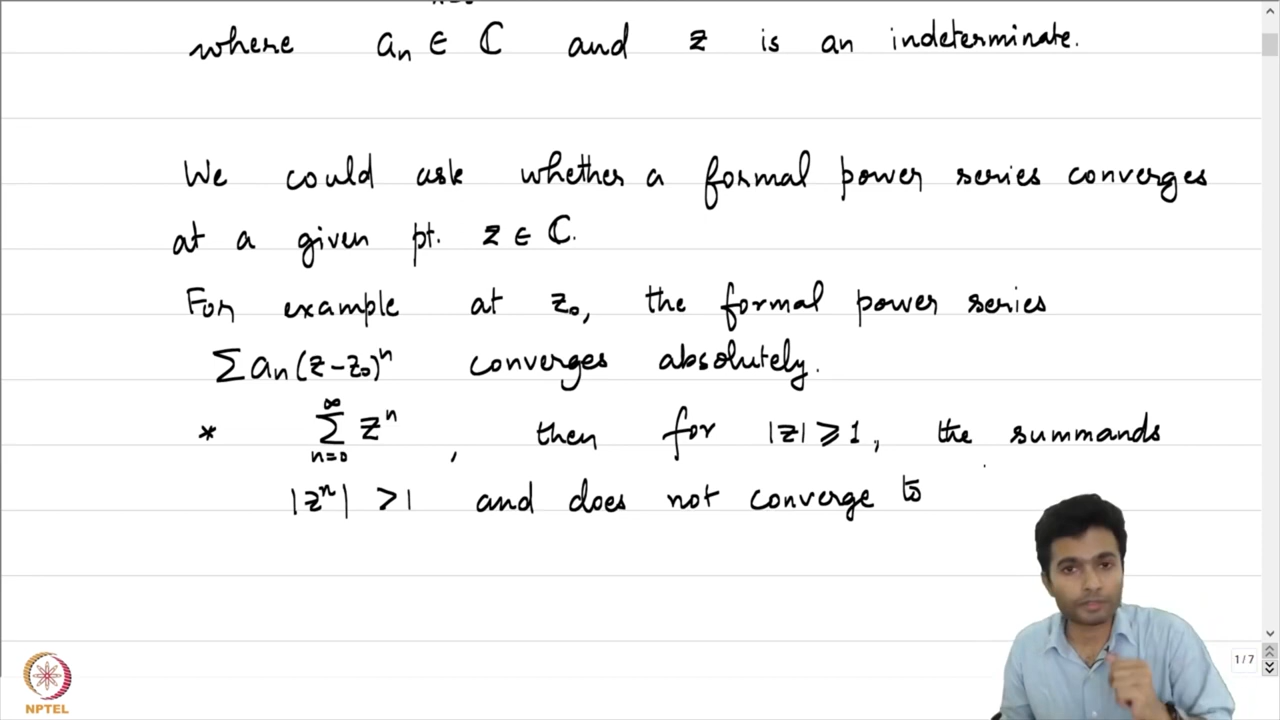 where aₙ ∈ ℂ and z is an indeterminate.
We could ask whether a formal power series converges
at a given pt. z ∈ ℂ.
For example at z₀, the formal power series
Σ aₙ(z-z₀)ⁿ converges absolutely.
* ∞Σn=0 zⁿ, then for |z| ⩾ 1, the summands
|zⁿ| > 1 and does not converge to
1/7
NPTEL